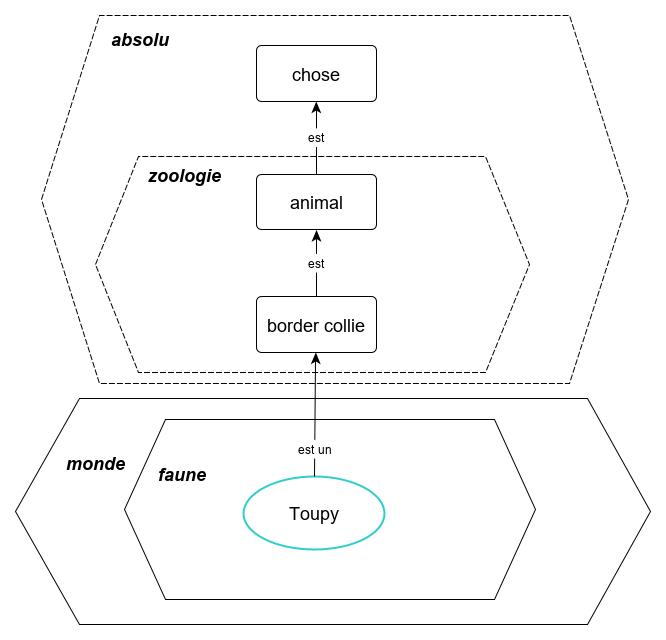 absolu
chose
est
zoologie
animal
est
border collie
est un
monde
faune
Toupy